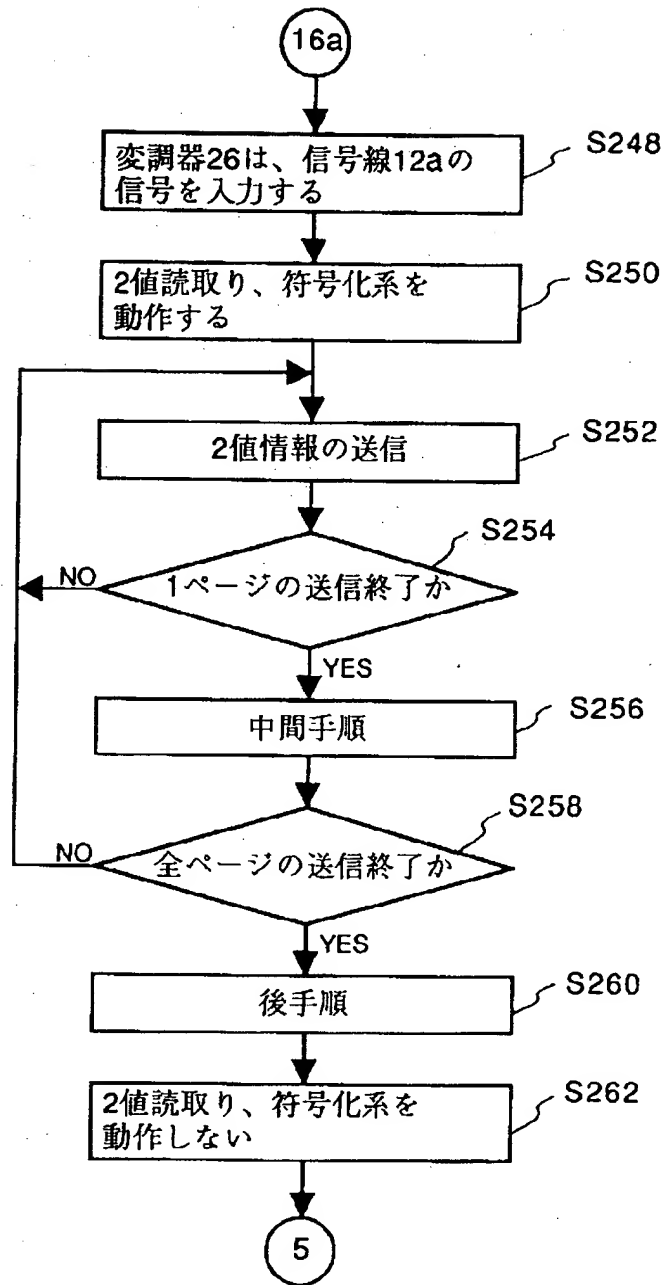 16a
変調器26は、信号線12aの
信号を入力する
S248
2値読取り、符号化系を
動作する
S250
2値情報の送信
S252
1ページの送信終了か
S254
NO
YES
中間手順
S256
全ページの送信終了か
S258
NO
YES
後手順
S260
2値読取り、符号化系を
動作しない
S262
5